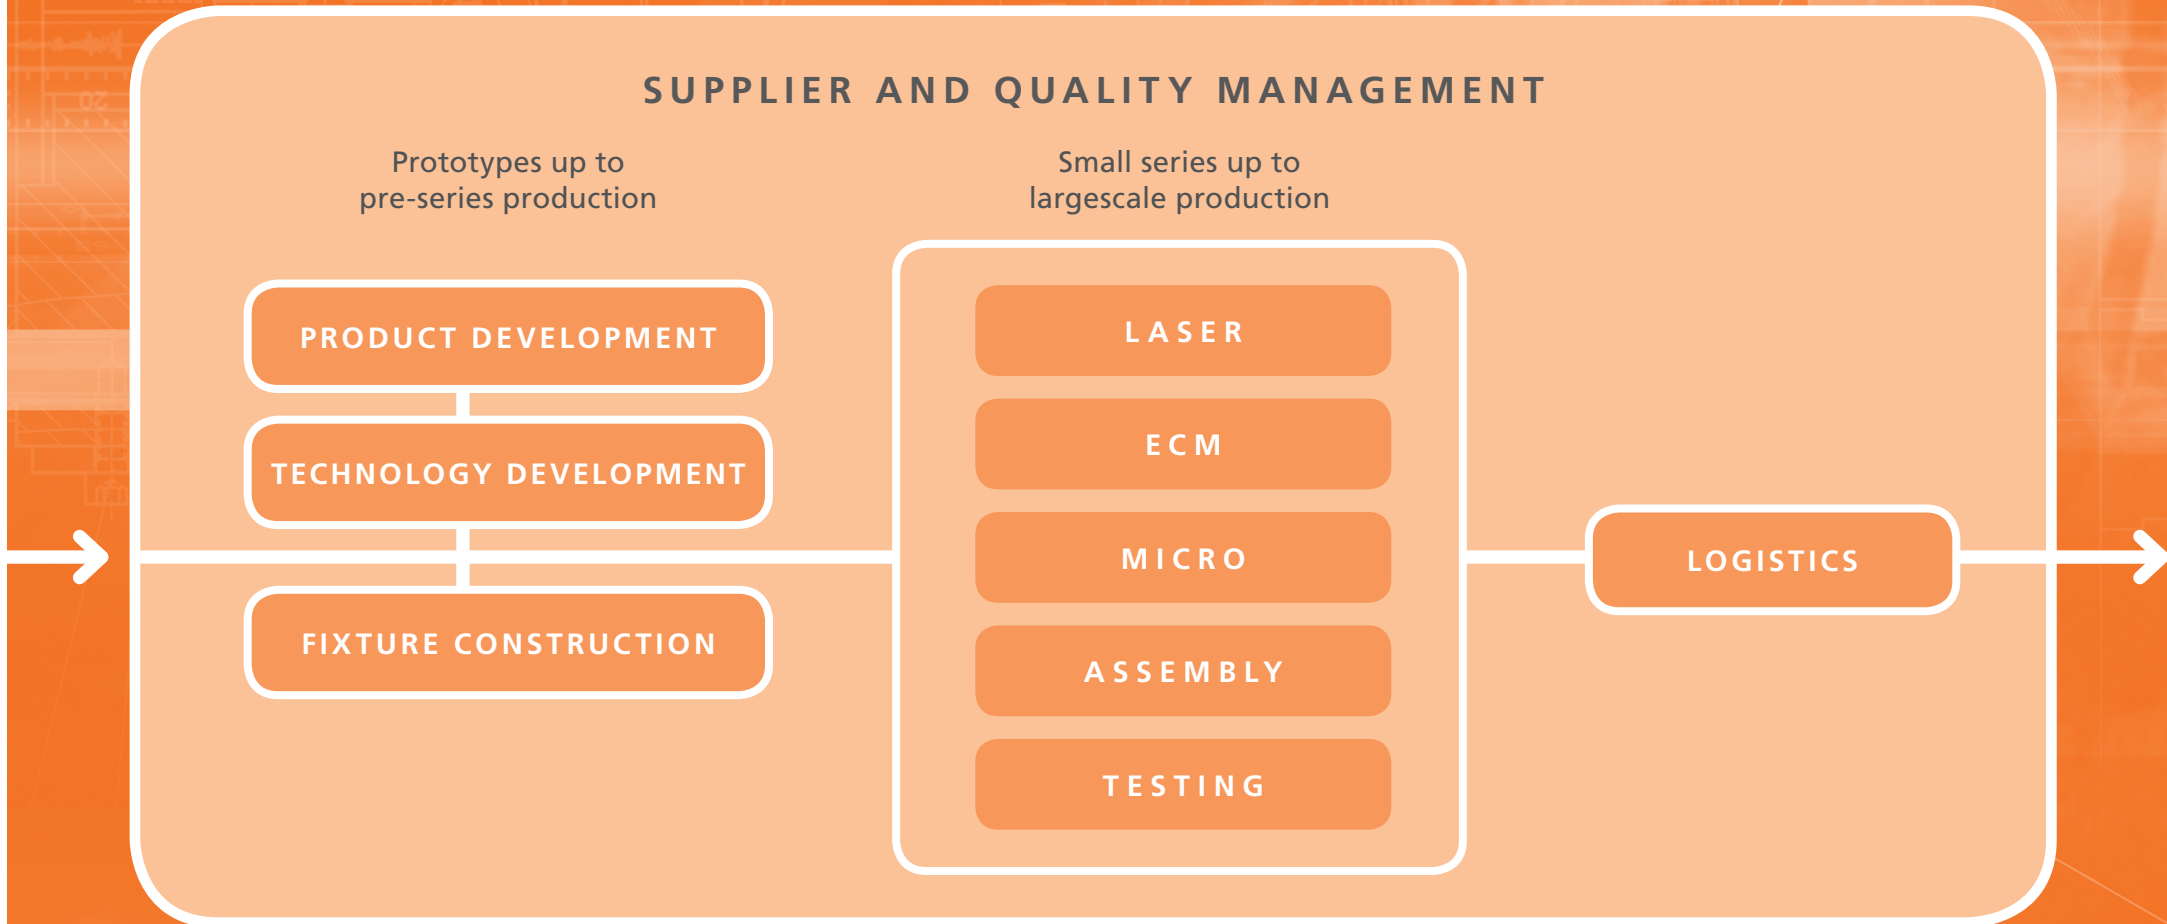 SUPPLIER AND QUALITY MANAGEMENT
Prototypes up to
pre-series production
PRODUCT DEVELOPMENT
TECHNOLOGY DEVELOPMENT
FIXTURE CONSTRUCTION
Small series up to
largescale production
LASER
ECM
MICRO
ASSEMBLY
TESTING
LOGISTICS
20